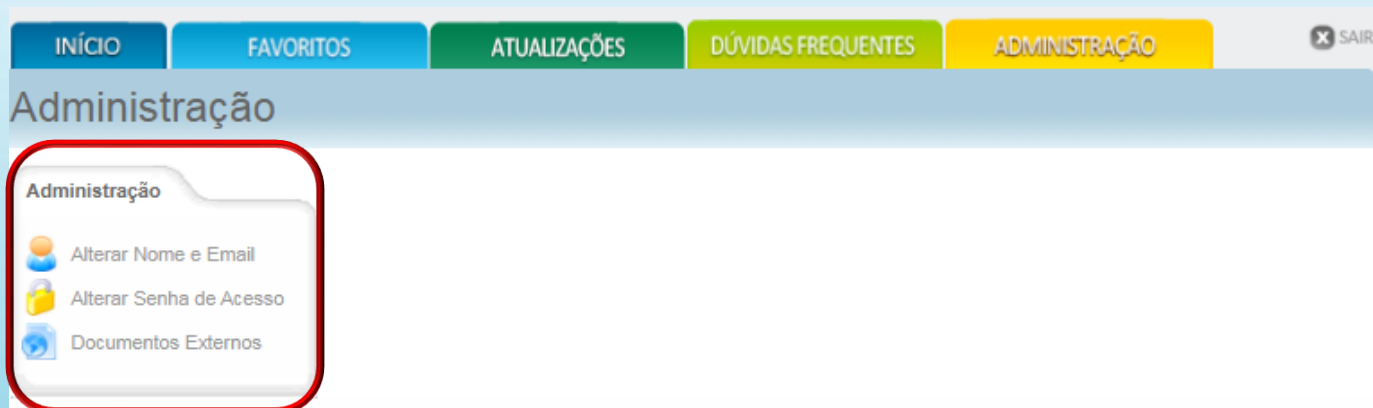 INÍCIO FAVORITOS ATUALIZAÇÕES DÚVIDAS FREQUENTES ADMINISTRAÇÃO SAIR
Administração
Administração
Alterar Nome e Email
Alterar Senha de Acesso
Documentos Externos